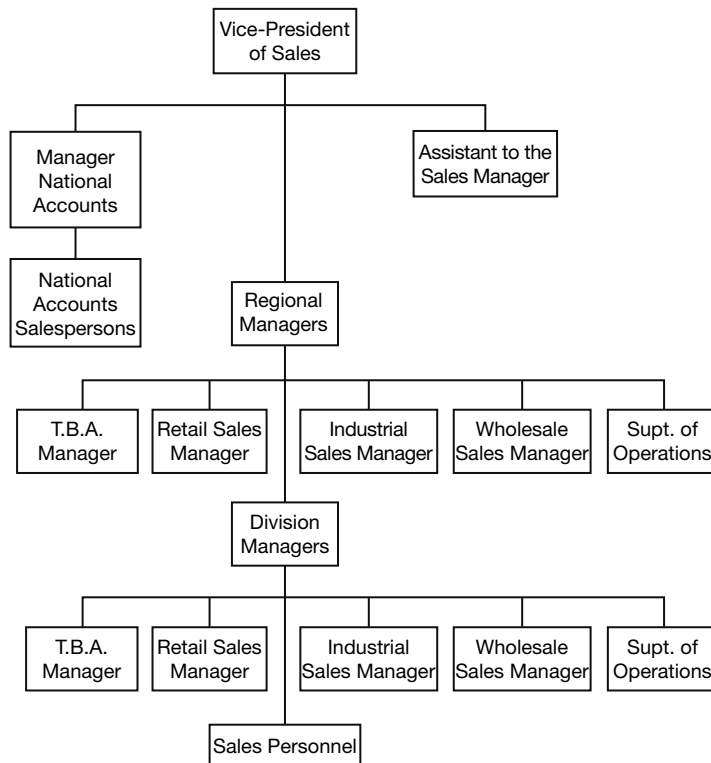 Vice-President
of Sales
Manager
National
Accounts
Assistant to the
Sales Manager
National
Accounts
Salespersons
Regional
Managers
T.B.A.
Manager
Retail Sales
Manager
Industrial
Sales Manager
Wholesale
Sales Manager
Supt. of
Operations
Division
Managers
T.B.A.
Manager
Retail Sales
Manager
Industrial
Sales Manager
Wholesale
Sales Manager
Supt. of
Operations
Sales Personnel